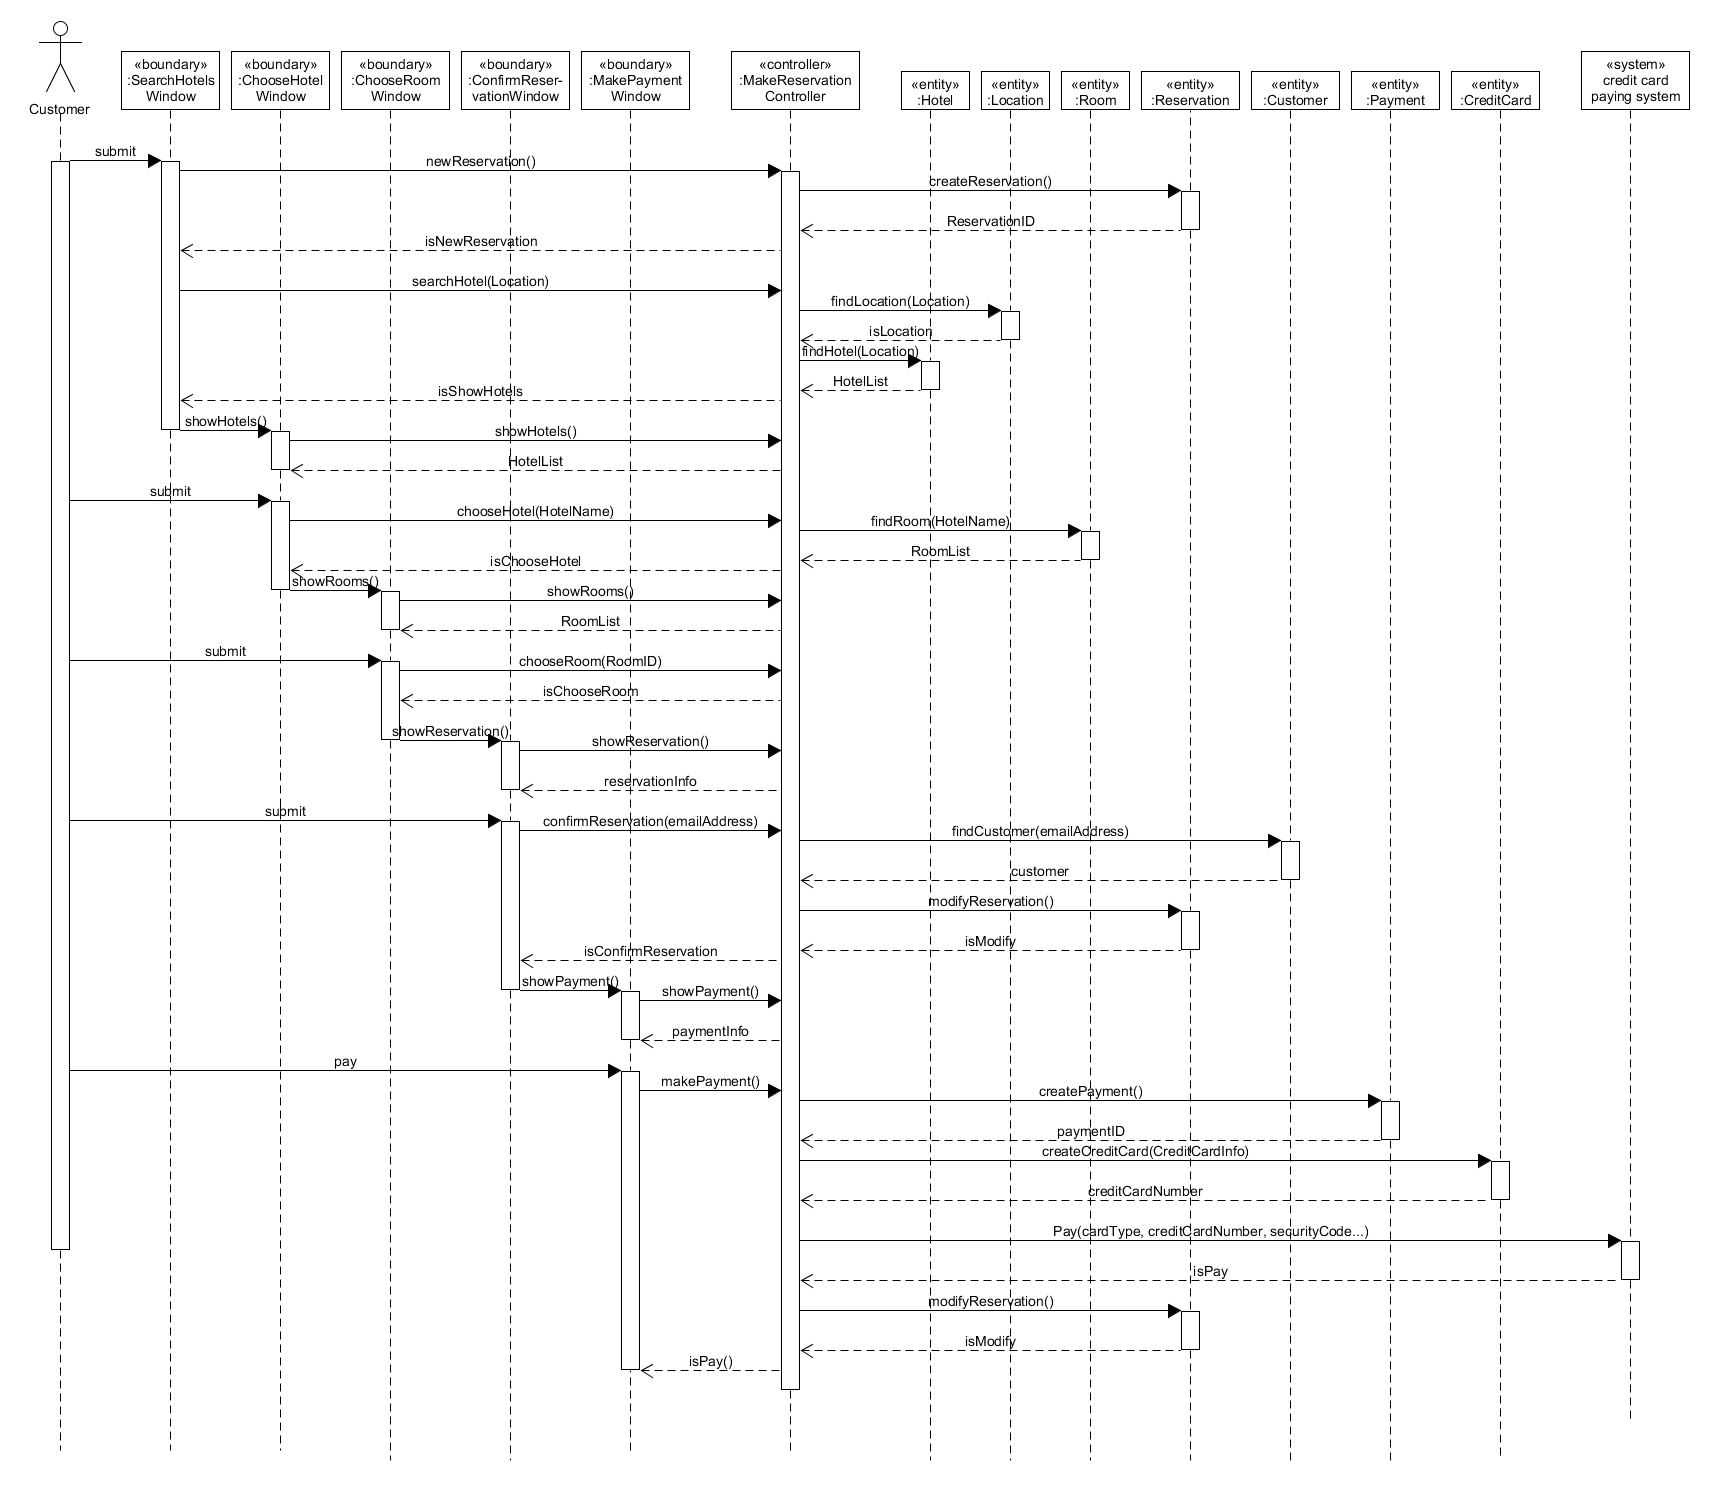 Customer
«boundary»
:SearchHotels
Window
«boundary»
:ChooseHotel
Window
«boundary»
:ChooseRoom
Window
«boundary»
:ConfirmReser-
vationWindow
«boundary»
:MakePayment
Window
«controller»
:MakeReservation
Controller
«entity»
:Hotel
«entity»
:Location
«entity»
:Room
«entity»
:Reservation
«entity»
:Customer
«entity»
:Payment
«entity»
:CreditCard
«system»
credit card
paying system
submit
newReservation()
createReservation()
ReservationID
isNewReservation
searchHotel(Location)
findLocation(Location)
isLocation
findHotel(Location)
HotelList
isShowHotels
showHotels()
showHotels()
HotelList
submit
chooseHotel(HotelName)
findRoom(HotelName)
RoomList
isChooseHotel
showRooms()
showRooms()
RoomList
submit
chooseRoom(RoomID)
isChooseRoom
showReservation()
showReservation()
reservationInfo
submit
confirmReservation(emailAddress)
findCustomer(emailAddress)
customer
modifyReservation()
isModify
isConfirmReservation
showPayment()
showPayment()
paymentInfo
pay
makePayment()
createPayment()
paymentID
createCreditCard(CreditCardInfo)
creditCardNumber
Pay(cardType, creditCardNumber, securityCode...)
isPay
modifyReservation()
isModify
isPay()